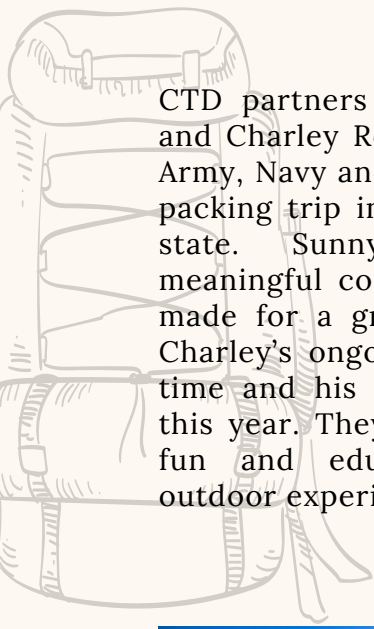 CTD partners
and Charley R
Army, Navy an
packing trip in
state. Sunny
meaningful co
made for a gr
Charley's ongo
time and his
this year. They
fun and edu
outdoor experi